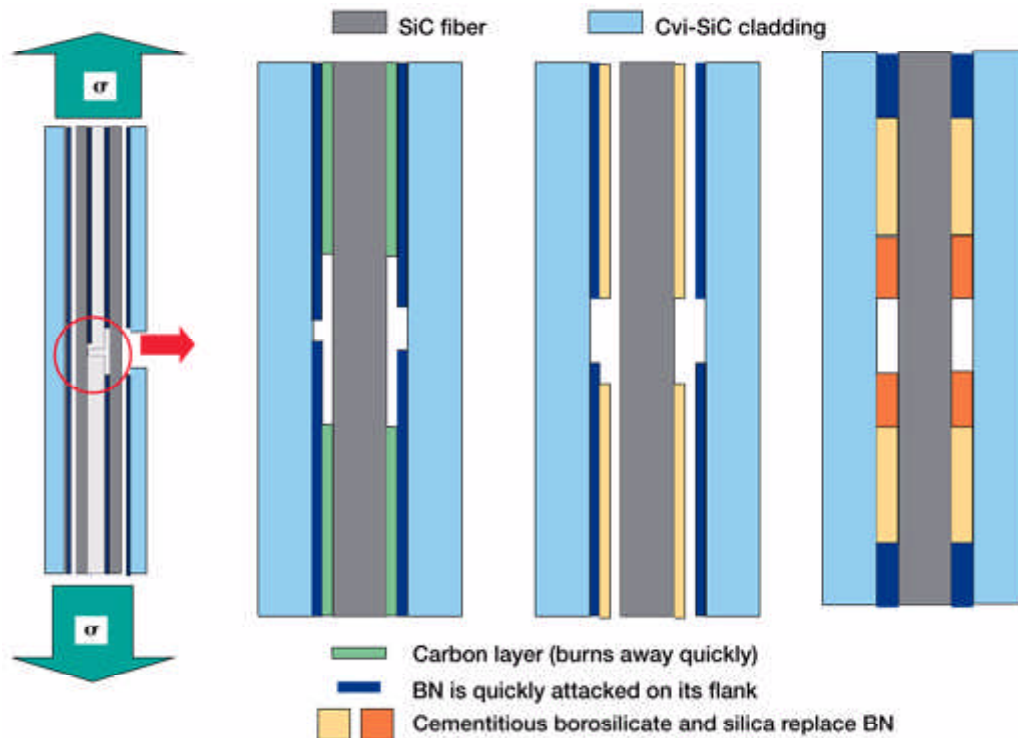 SiC fiber
Cvi-SiC cladding
σ
σ
Carbon layer (burns away quickly)
BN is quickly attacked on its flank
Cementitious borosilicate and silica replace BN